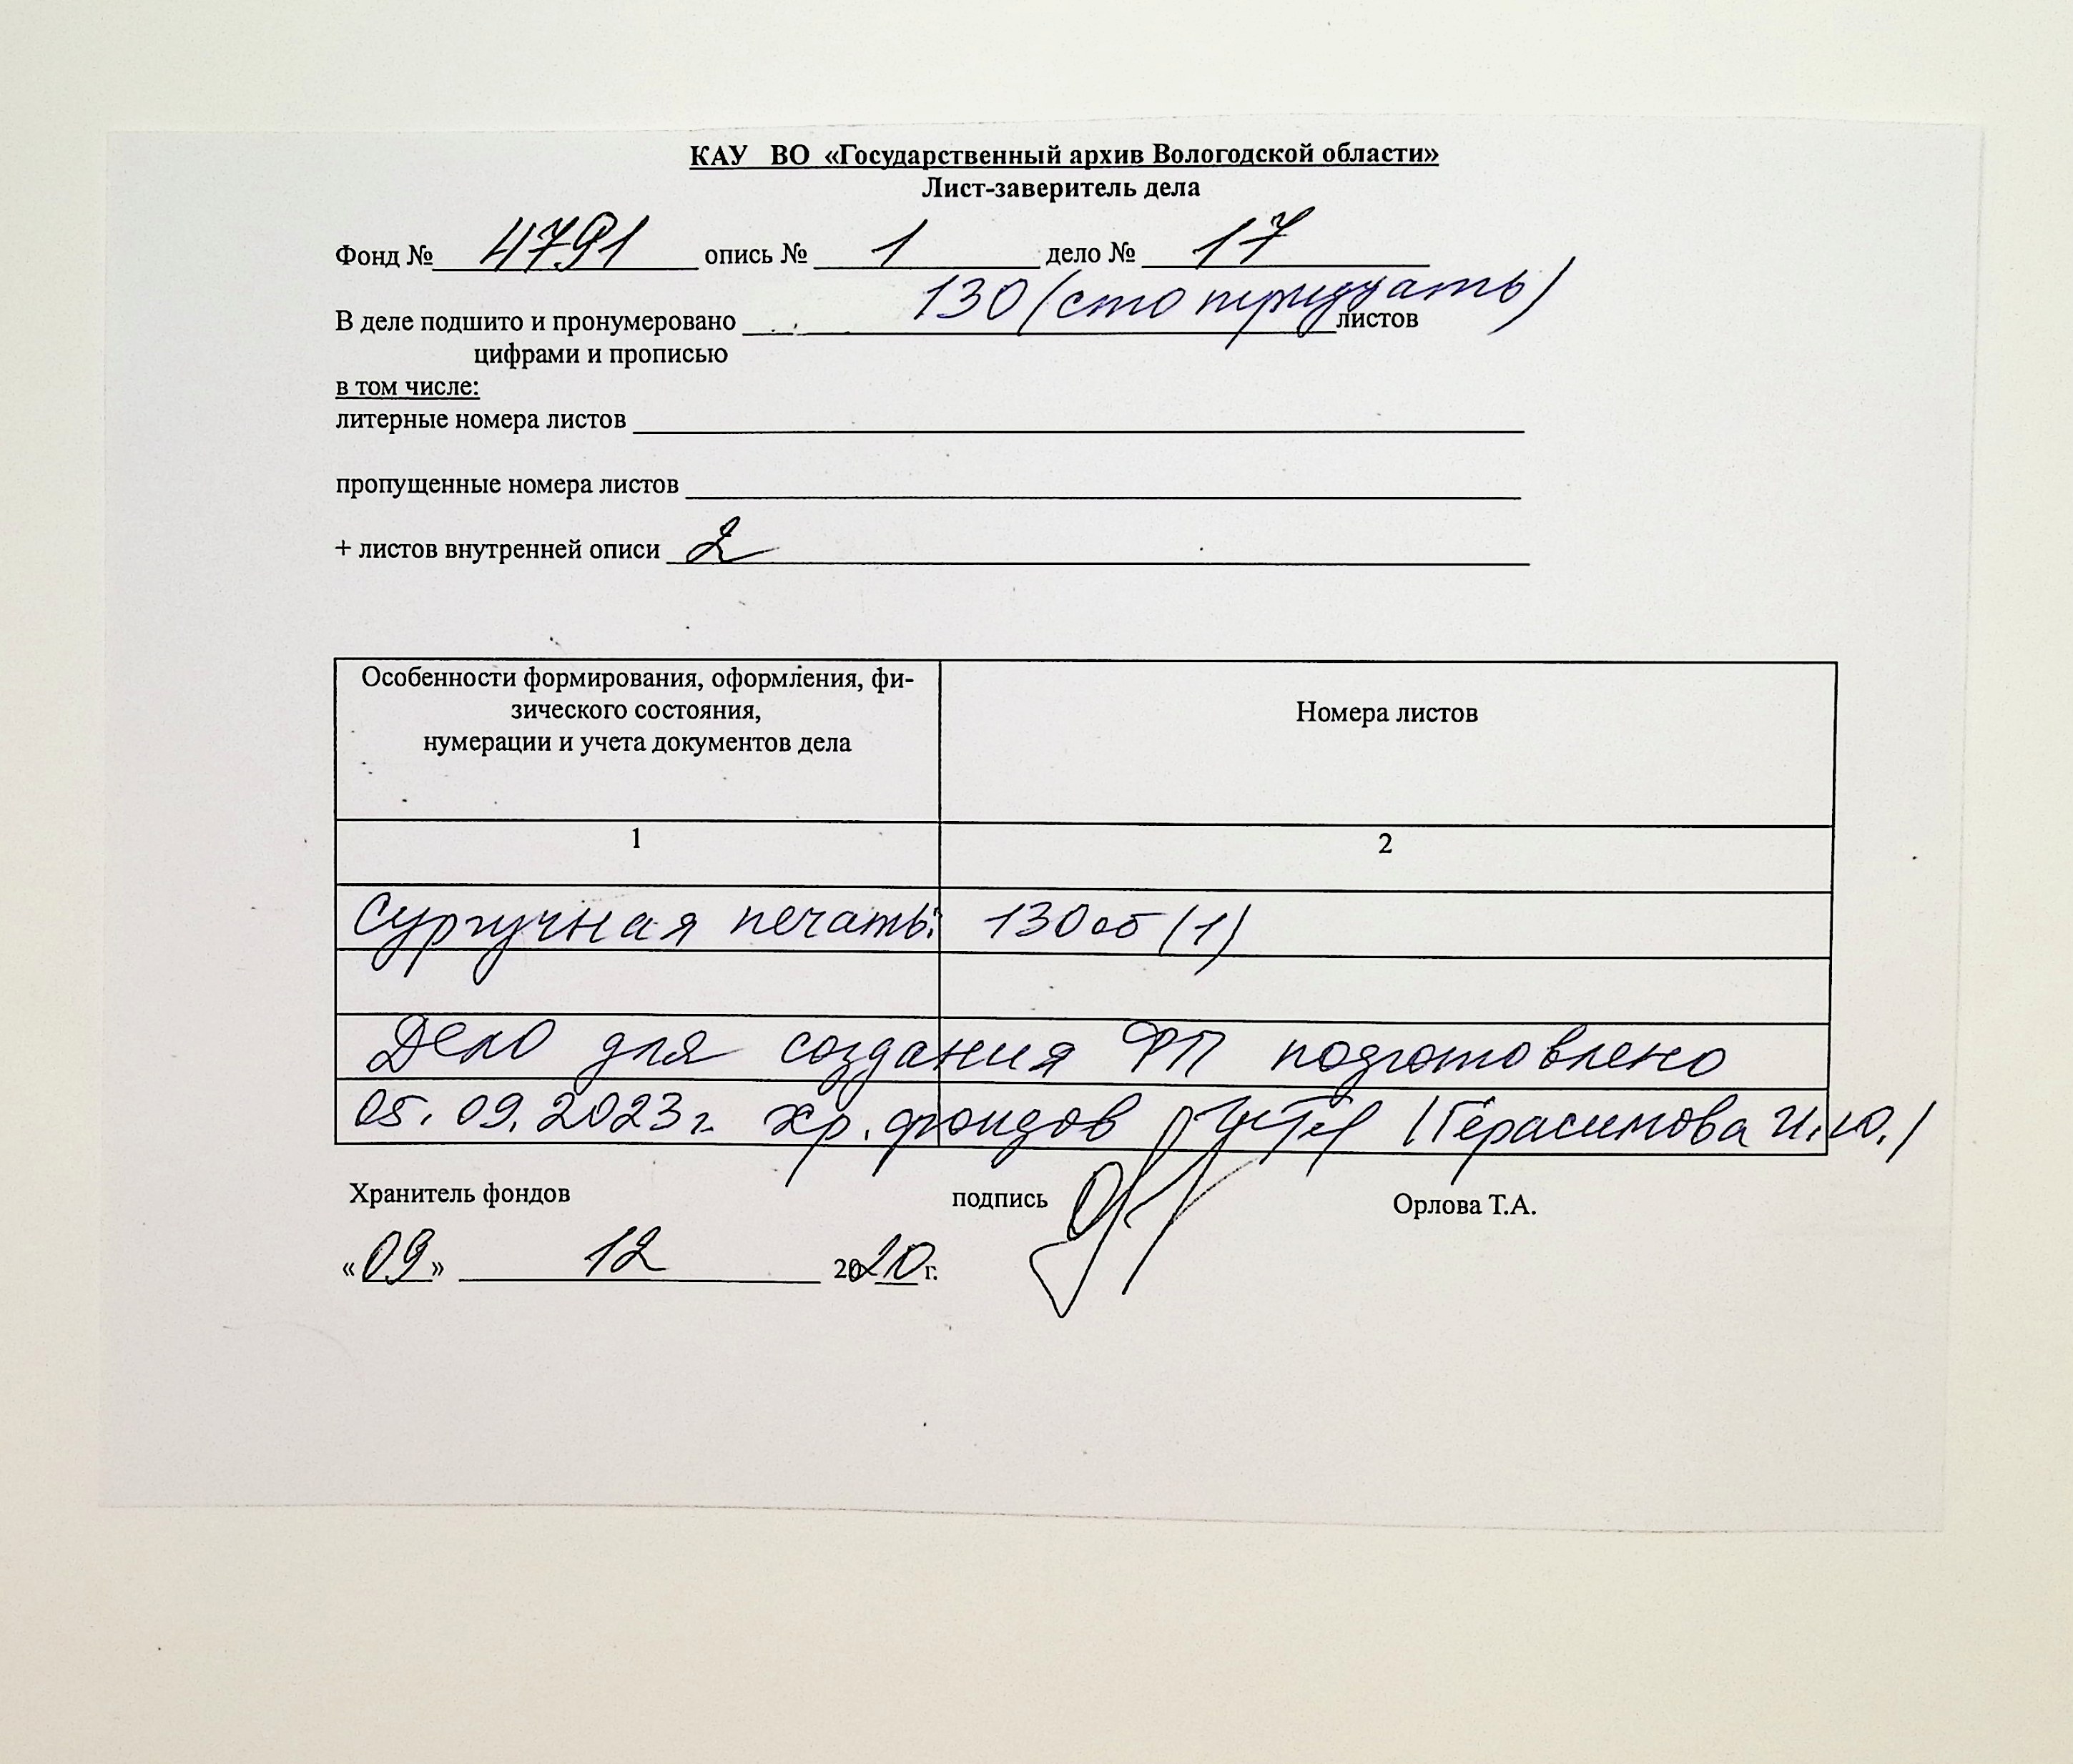 КАУ ВО «Государственный архив Вологодской области»
Лист-заверитель дела
Фонд № 4791 опись № 1 дело № 17
В деле подшито и пронумеровано 130 (сто тридцать) листов
цифрами и прописью
в том числе:
литерные номера листов
пропущенные номера листов
+ листов внутренней описи 2
Особенности формирования, оформления, фи-
зического состояния,
нумерации и учета документов дела
Номера листов
1 2
Сургучная печать: 130об (1)
Дело для создания ФП подготовлено
05.09.2023г. хр. фондов (Герасимова И.Ю.)
Хранитель фондов подпись Орлова Т.А.
«09» 12 2020 г.